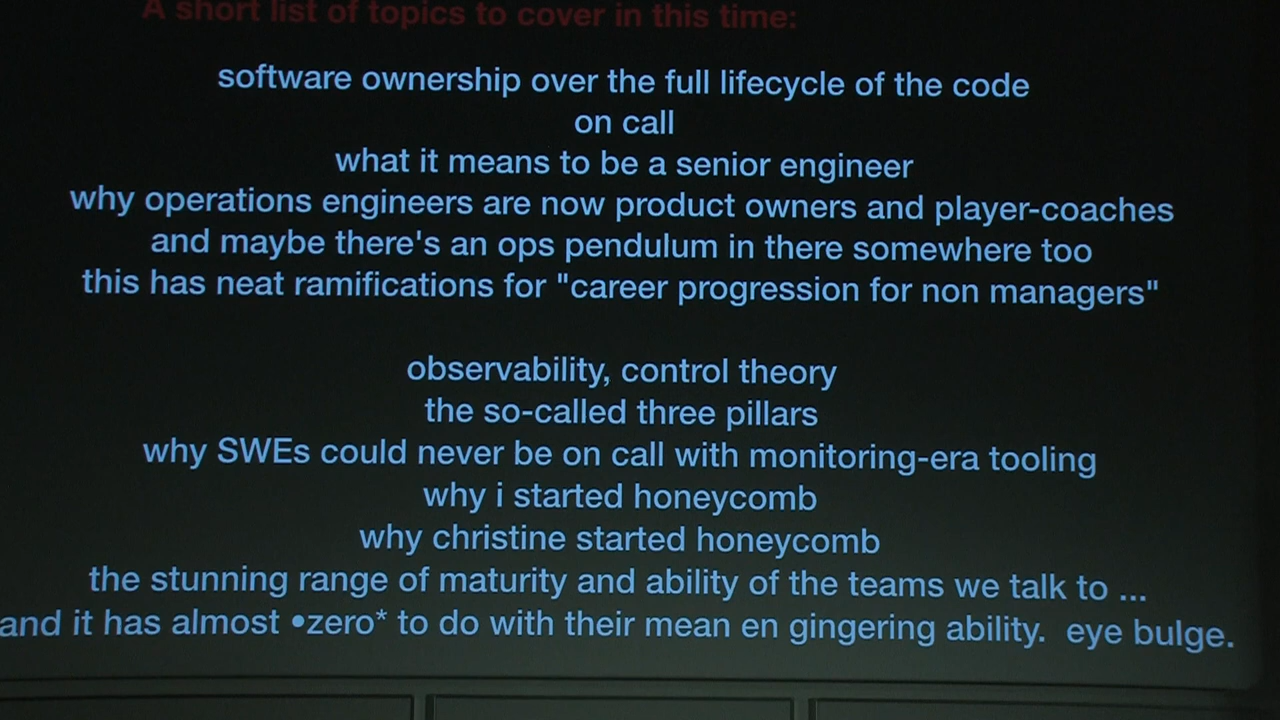 A short list of topics to cover in this time:
software ownership over the full lifecycle of the code
on call
what it means to be a senior engineer
why operations engineers are now product owners and player-coaches
and maybe there's an ops pendulum in there somewhere too
this has neat ramifications for "career progression for non managers"
observability, control theory
the so-called three pillars
why SWEs could never be on call with monitoring-era tooling
why i started honeycomb
why christine started honeycomb
the stunning range of maturity and ability of the teams we talk to ...
and it has almost •zero* to do with their mean en gingering ability.  eye bulge.